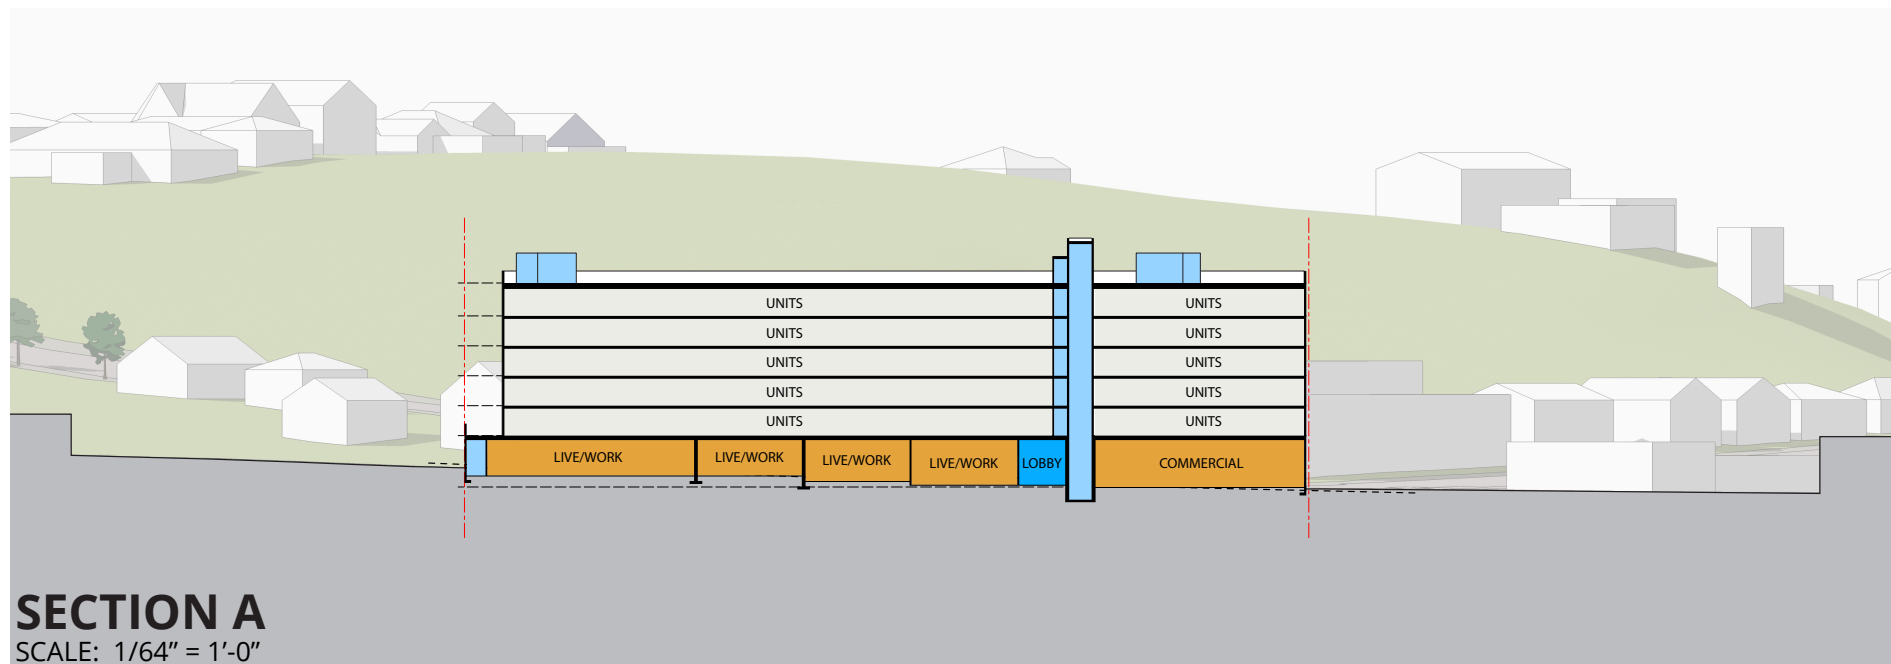 UNITS UNITS
UNITS UNITS
UNITS UNITS
UNITS UNITS
UNITS UNITS
LIVE/WORK LIVE/WORK LIVE/WORK LIVE/WORK LOBBY COMMERCIAL
SECTION A
SCALE: 1/64” = 1’-0”